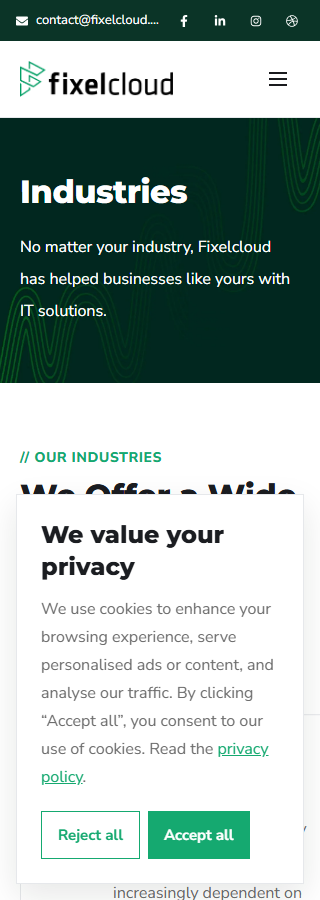 contact@fixelcloud....
fixelcloud
Industries
No matter your industry, Fixelcloud
has helped businesses like yours with
IT solutions.
// OUR INDUSTRIES
We Offer a Wide
We value your
privacy
We use cookies to enhance your
browsing experience, serve
personalised ads or content, and
analyse our traffic. By clicking
“Accept all”, you consent to our
use of cookies. Read the privacy
policy.
Reject all
Accept all
increasingly dependent on